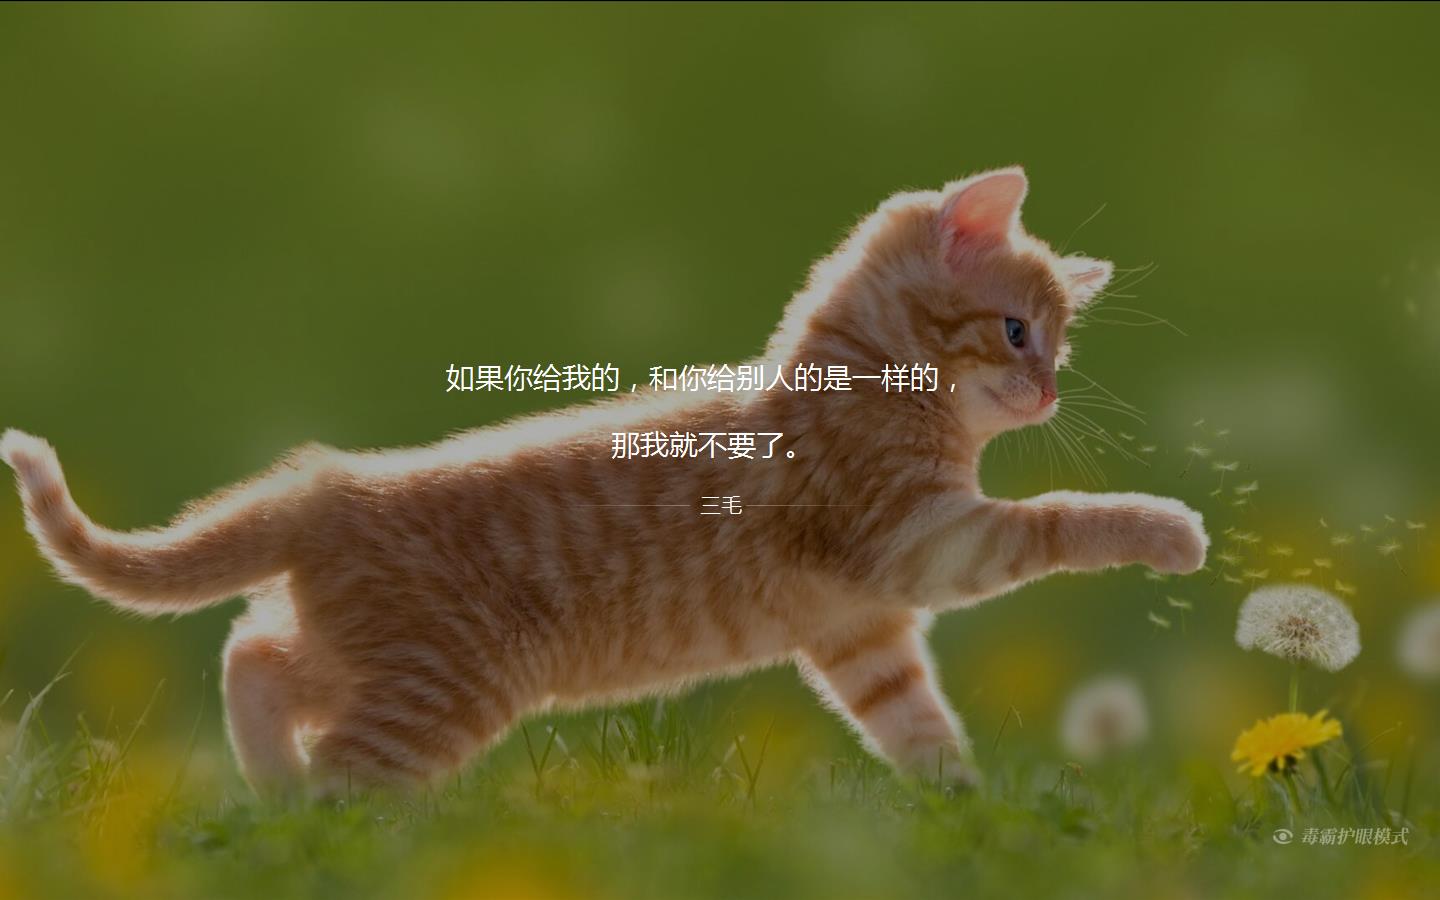 如果你给我的，和你给别人的是一样的，
那我就不要了。
三毛
毒霸护眼模式